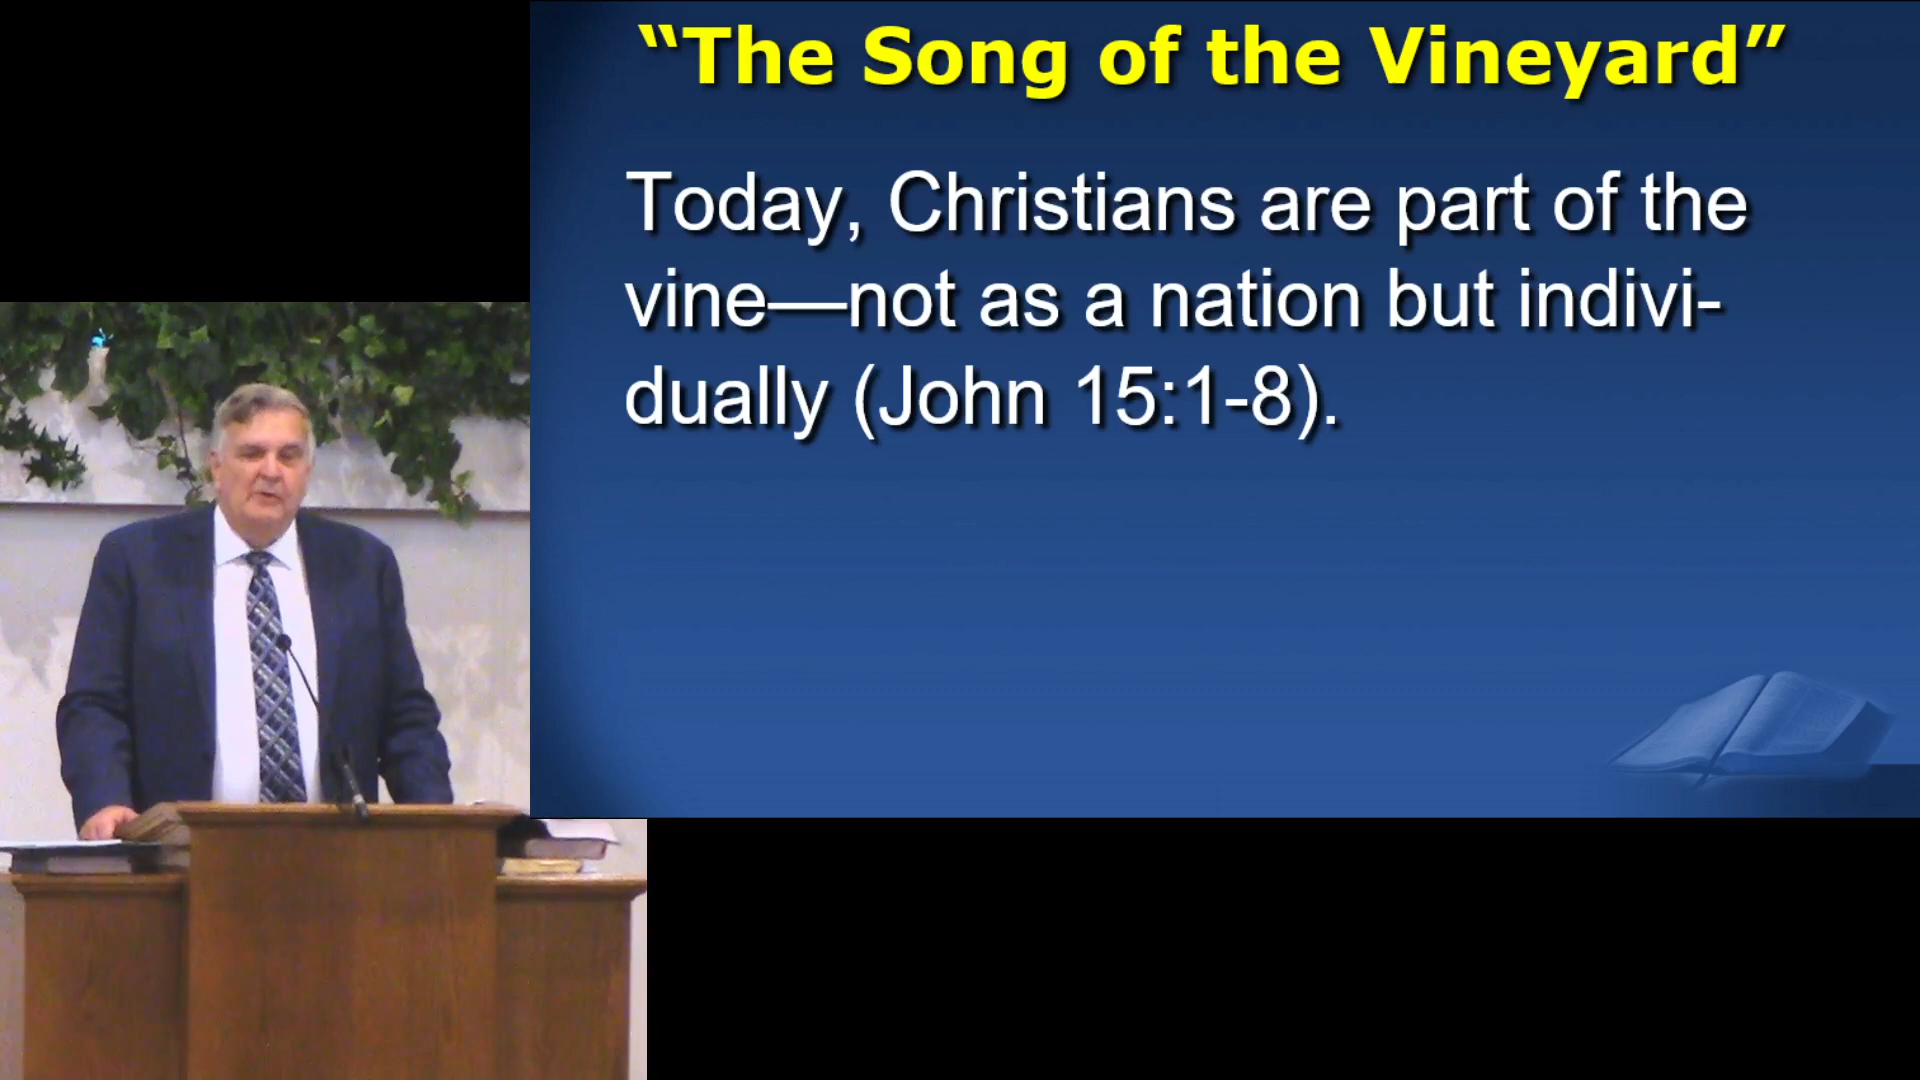 “The Song of the Vineyard”
Today, Christians are part of the
vine—not as a nation but indivi-
dually (John 15:1-8).